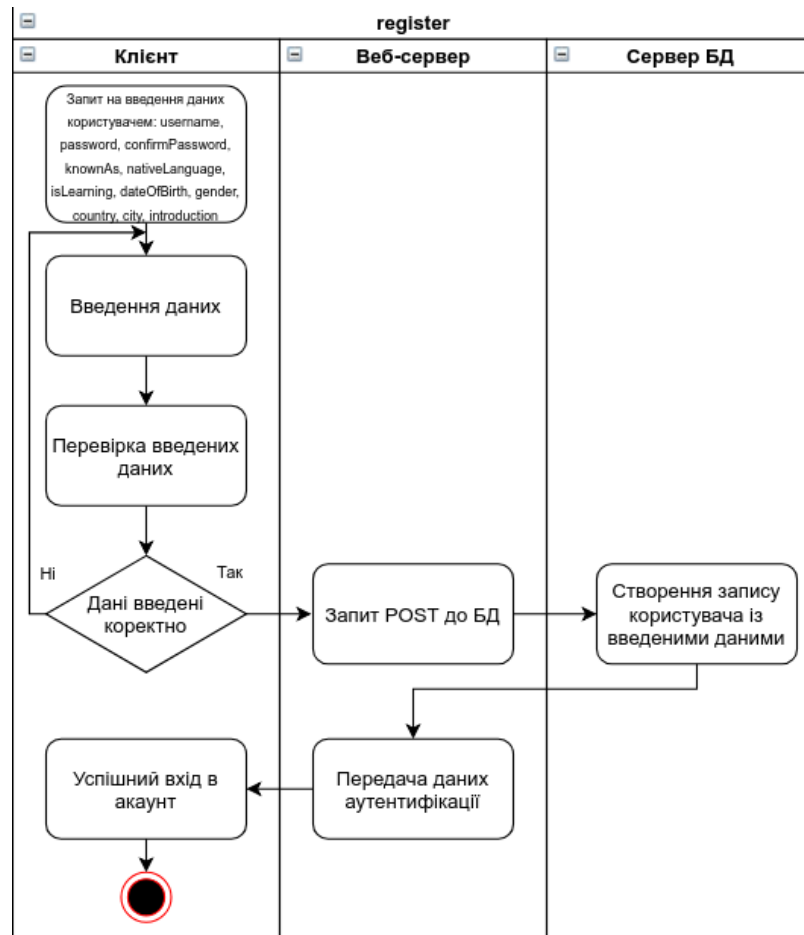 register
Клієнт
Веб-сервер
Сервер БД
Запит на введення даних
користувачем: username,
password, confirmPassword,
knownAs, nativeLanguage,
isLearning, dateOfBirth, gender,
country, city, introduction
Введення даних
Перевірка введених
даних
Ні
Так
Дані введені
коректно
Запит POST до БД
Створення запису
користувача із
введеними даними
Успішний вхід в
акаунт
Передача даних
аутентифікації